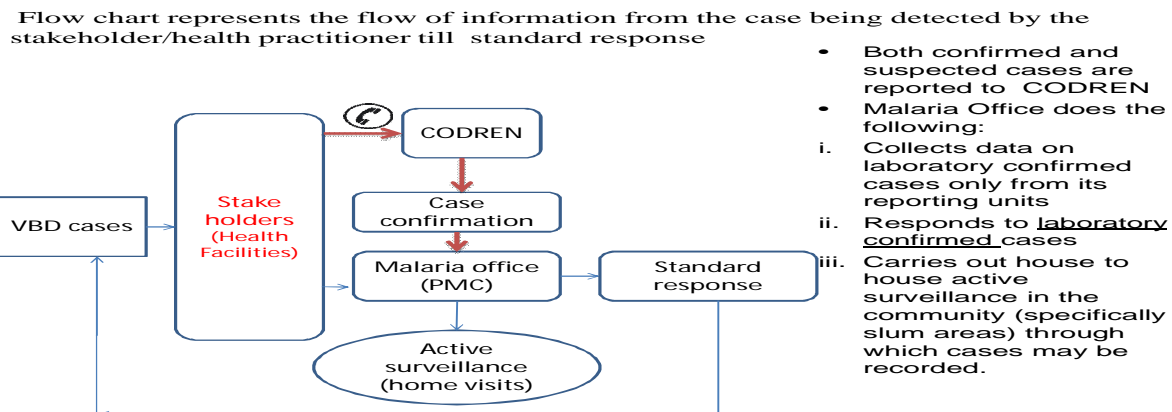 Flow chart represents the flow of information from the case being detected by the
stakeholder/health practitioner till standard response
VBD cases
Stake
holders
(Health
Facilities)
CODREN
Case
confirmation
Malaria office
(PMC)
Standard
response
Active
surveillance
(home visits)
• Both confirmed and
suspected cases are
reported to CODREN
• Malaria Office does the
following:
i. Collects data on
laboratory confirmed
cases only from its
reporting units
ii. Responds to laboratory
confirmed cases
iii. Carries out house to
house active
surveillance in the
community (specifically
slum areas) through
which cases may be
recorded.